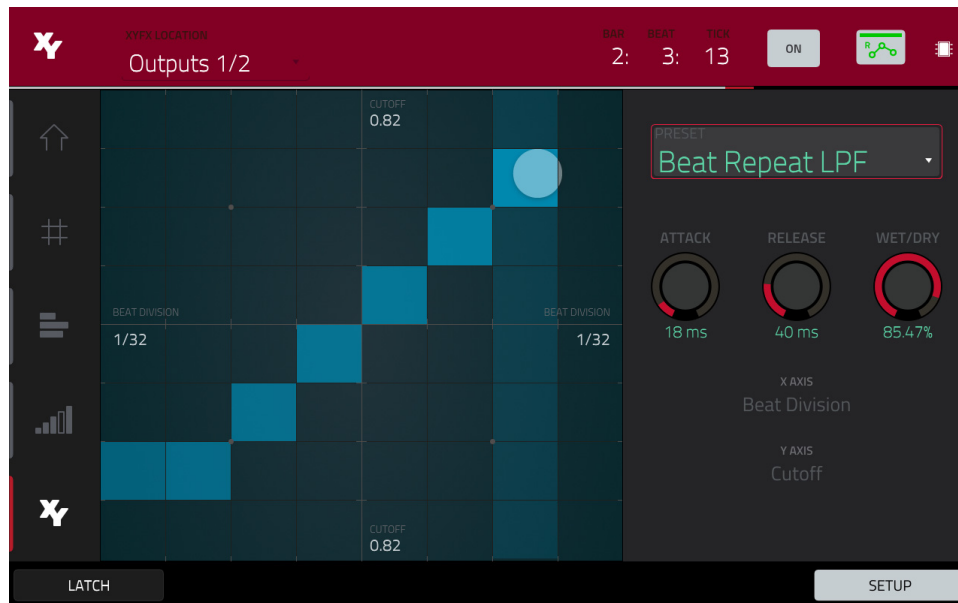 XY
XYFX LOCATION
Outputs 1/2
BAR BEAT TICK
2: 3: 13
ON
R
CUTOFF
0.82
PRESET
Beat Repeat LPF
ATTACK RELEASE WET/DRY
18 ms 40 ms 85.47%
BEAT DIVISION
1/32
BEAT DIVISION
1/32
X AXIS
Beat Division
Y AXIS
Cutoff
XY
CUTOFF
0.82
LATCH
SETUP